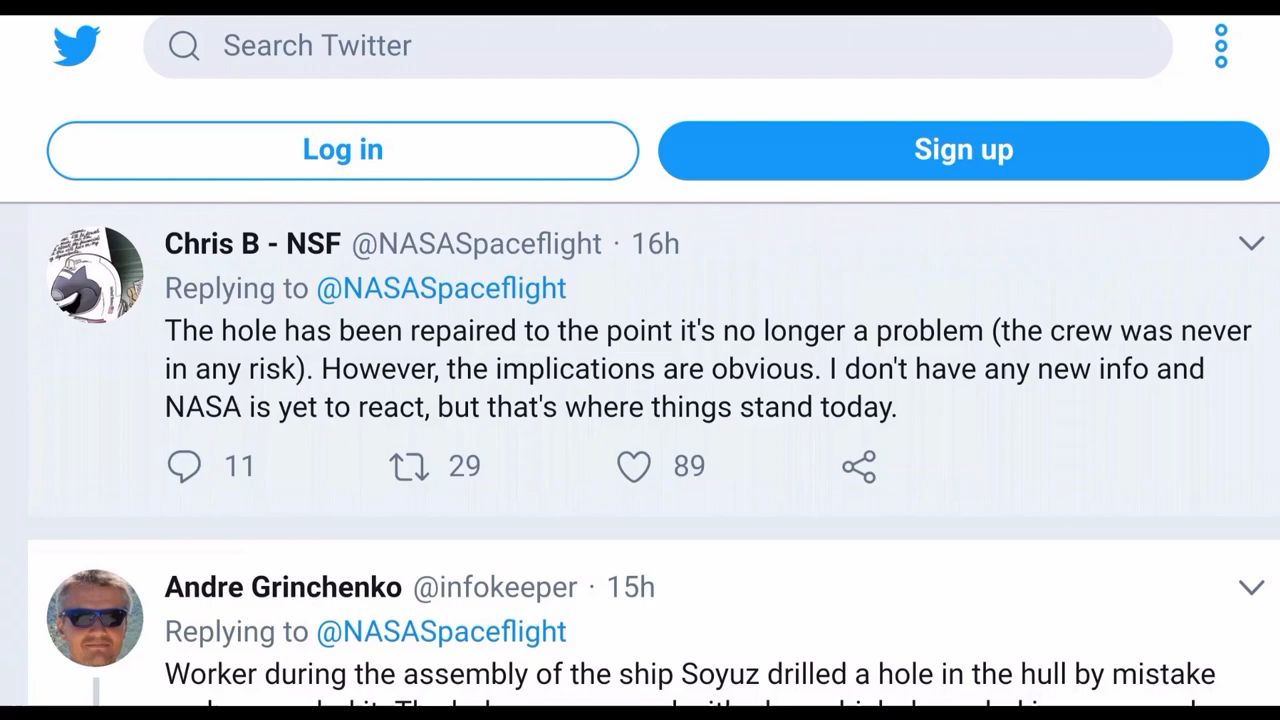 Search Twitter
Log in
Sign up
Chris B - NSF @NASASpaceflight · 16h
Replying to @NASASpaceflight
The hole has been repaired to the point it's no longer a problem (the crew was never
in any risk). However, the implications are obvious. I don't have any new info and
NASA is yet to react, but that's where things stand today.
11 29 89
Andre Grinchenko @infokeeper · 15h
Replying to @NASASpaceflight
Worker during the assembly of the ship Soyuz drilled a hole in the hull by mistake